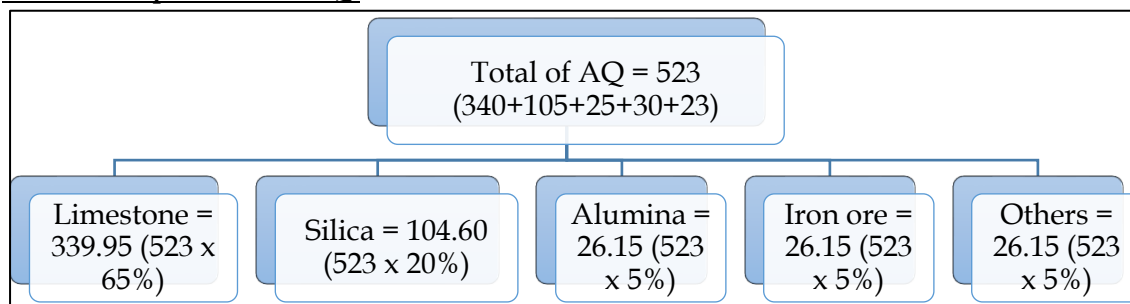 Total of AQ = 523
(340+105+25+30+23)
Limestone =
339.95 (523 x
65%)
Silica = 104.60
(523 x 20%)
Alumina =
26.15 (523
x 5%)
Iron ore =
26.15 (523
x 5%)
Others =
26.15 (523
x 5%)